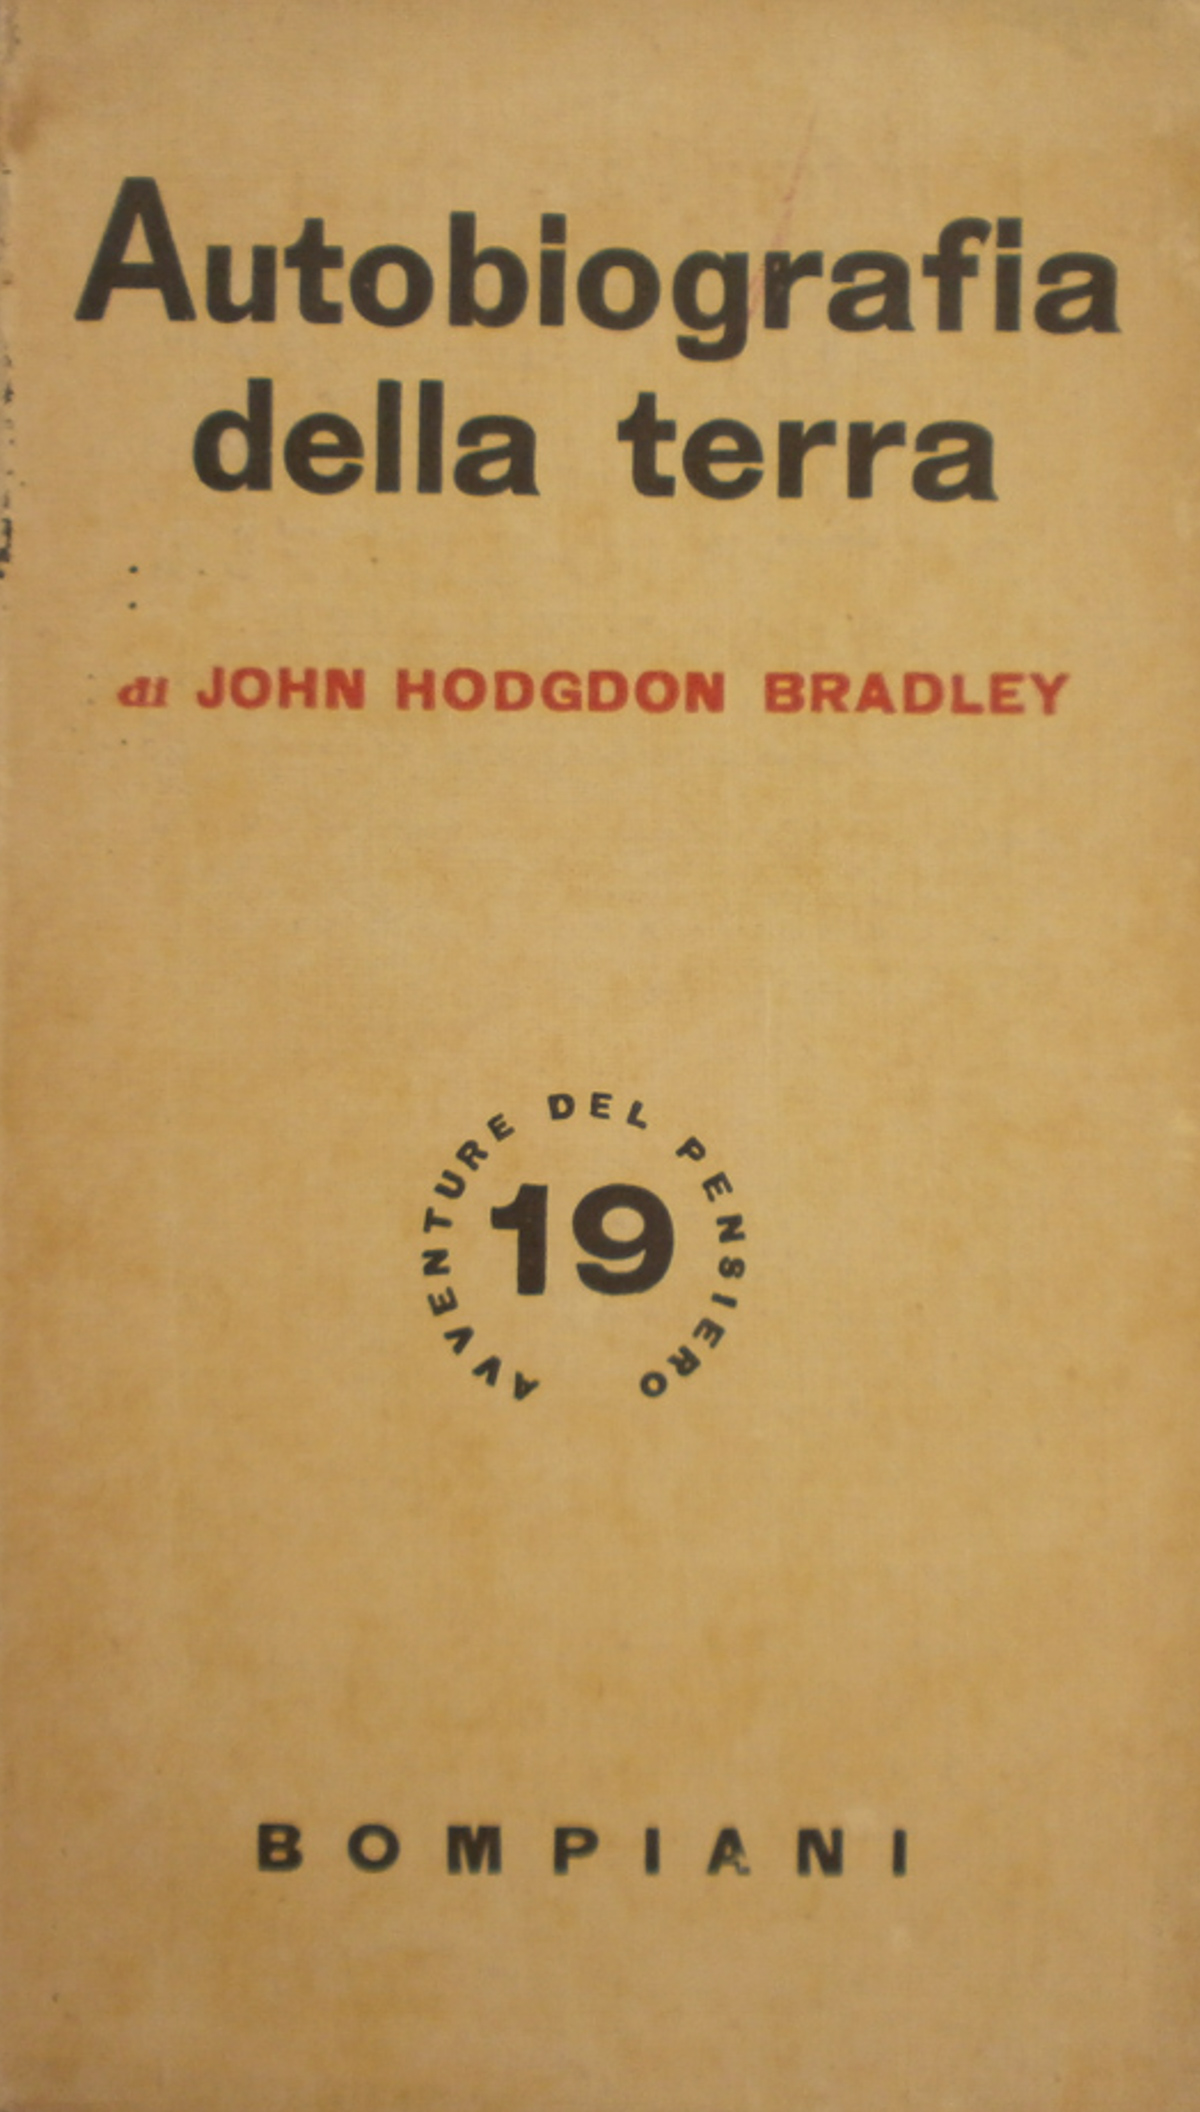 Autobiografia
della terra
di JOHN HODGDON BRADLEY
AVVENTURE DEL PENSIERO
19
BOMPIANI